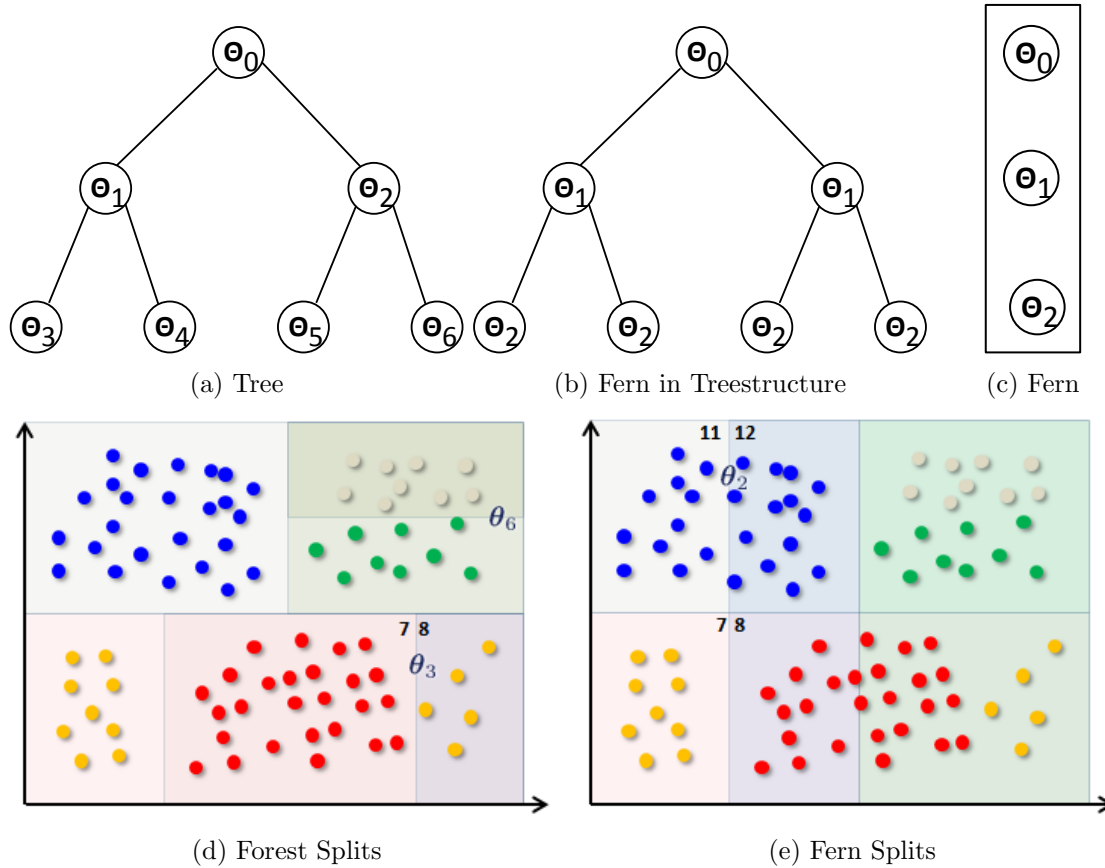 Θ0
Θ0
Θ0
Θ1
Θ2
Θ1
Θ1
Θ1
Θ3
Θ4
Θ5
Θ6
Θ2
Θ2
Θ2
Θ2
Θ2
(a) Tree
(b) Fern in Treestructure
(c) Fern
θ6
7 8
θ3
11 12
θ2
7 8
(d) Forest Splits
(e) Fern Splits